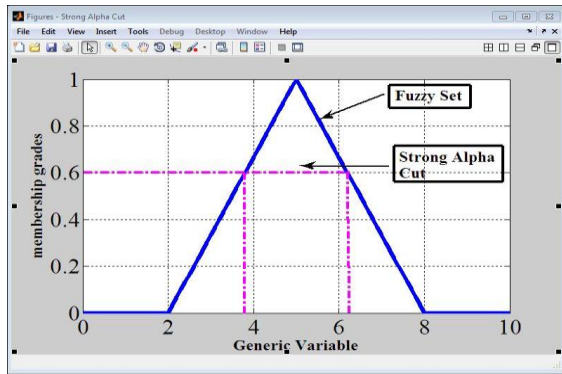 Figures - Strong Alpha Cut
File Edit View Insert Tools Debug Desktop Window Help
1
0.8
0.6
0.4
0.2
0
membership grades
Fuzzy Set
Strong Alpha
Cut
0 2 4 6 8 10
Generic Variable